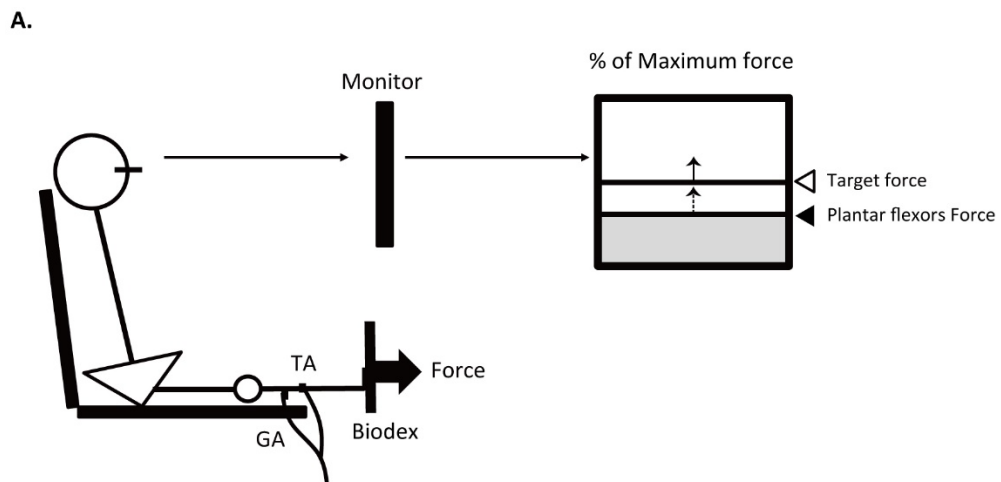 A.
% of Maximum force
Monitor
Target force
Plantar flexors Force
TA
Force
GA
Biodex